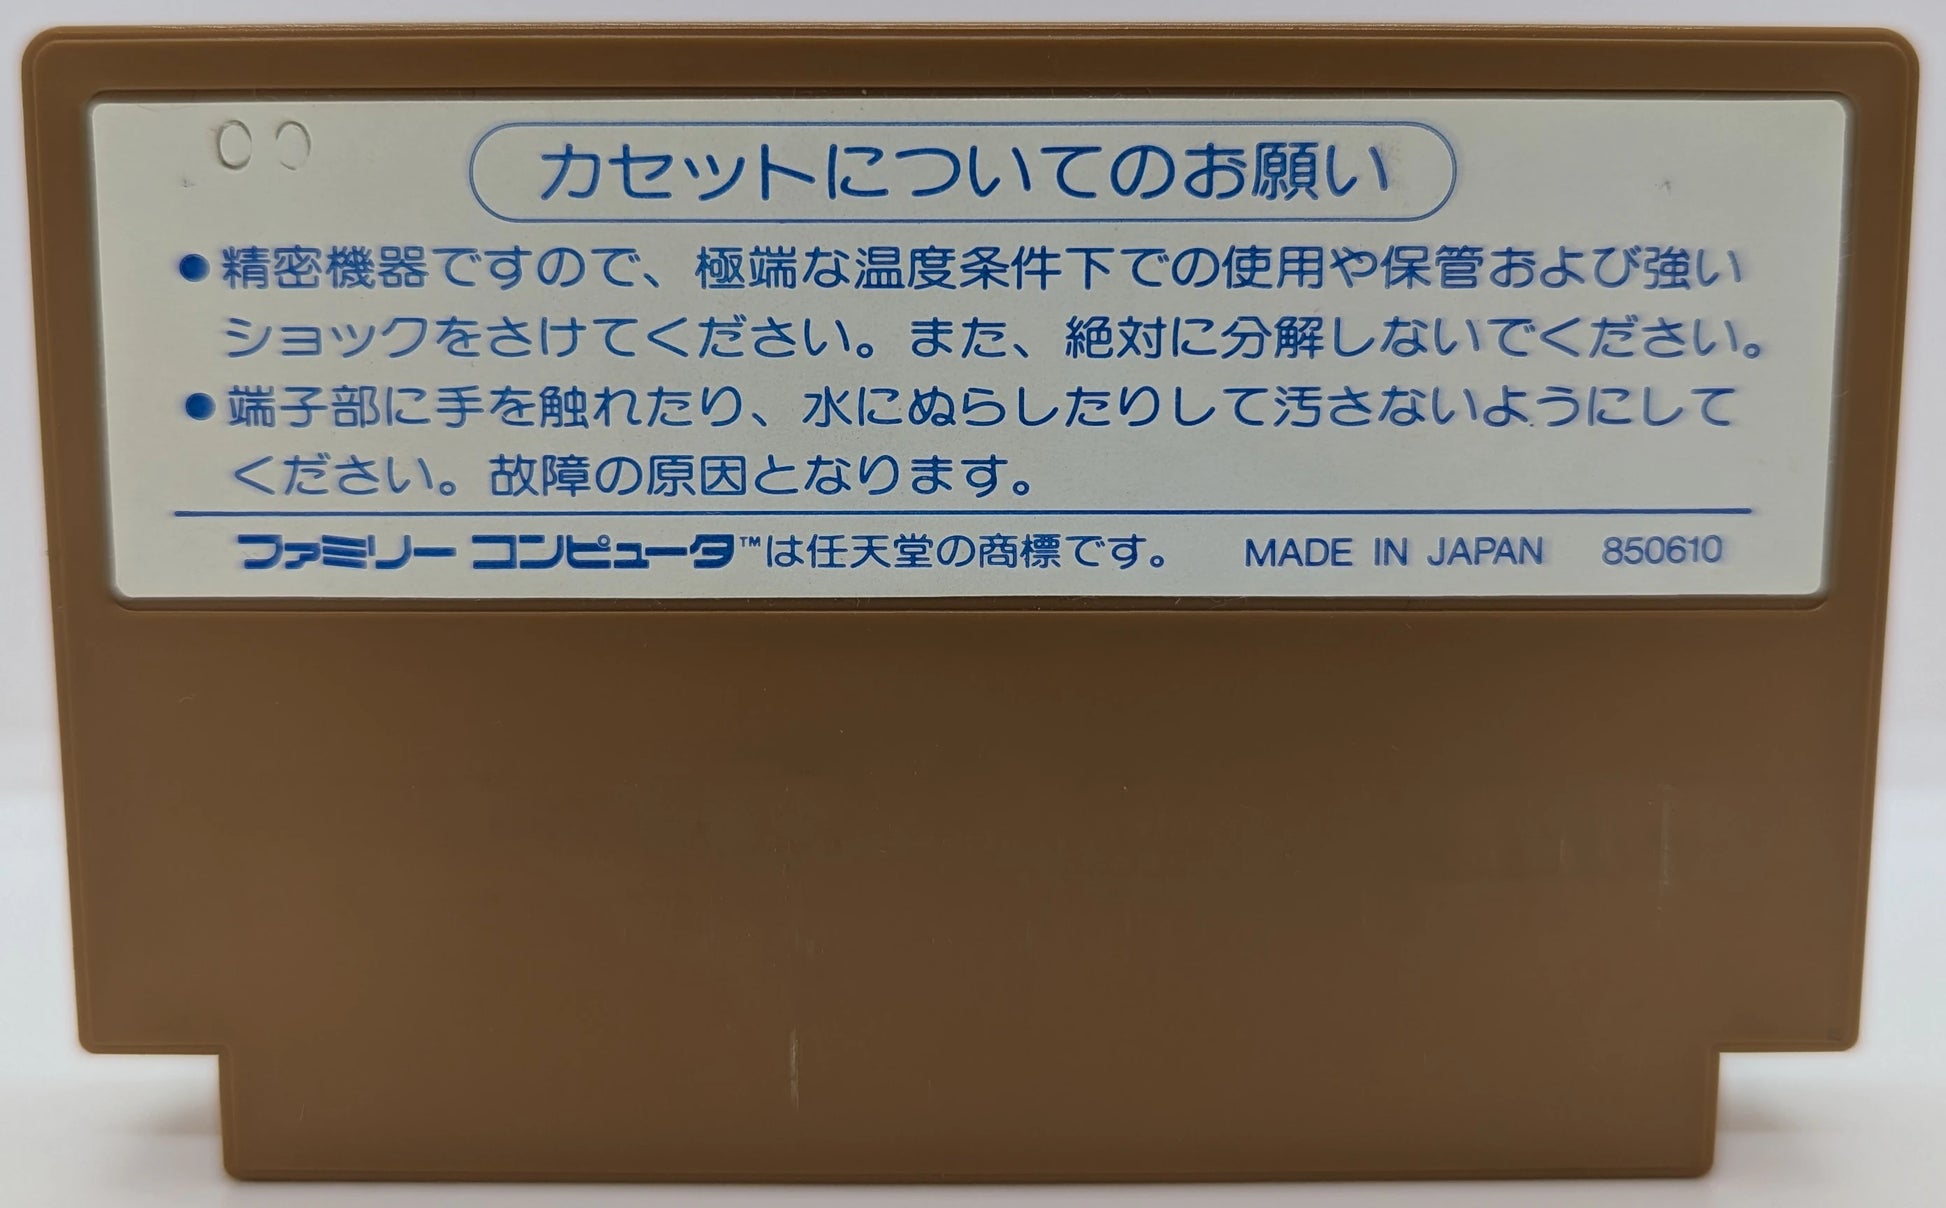 カセットについてのお願い
●精密機器ですので、極端な温度条件下での使用や保管および強い
ショックをさけてください。また、絶対に分解しないでください。
●端子部に手を触れたり、水にぬらしたりして汚さないようにして
ください。故障の原因となります。
ファミリー コンピュータ™は任天堂の商標です。 MADE IN JAPAN 850610